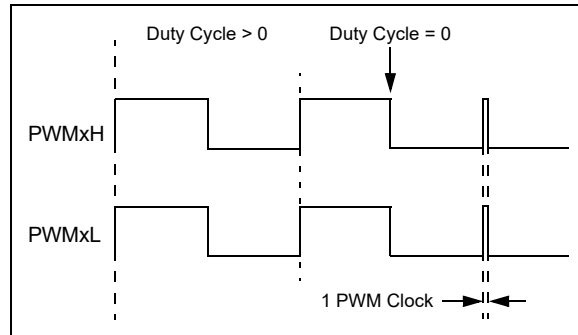 Duty Cycle > 0 Duty Cycle = 0
PWMxH
PWMxL
1 PWM Clock